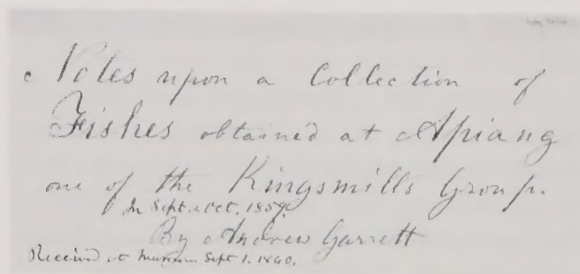 Notes upon a Collection of
Fishes obtained at Apiang
one of the Kingsmills Group.
In Sept. & Oct. 1859.
By Andrew Garrett
Received at Museum Sept 1. 1860.